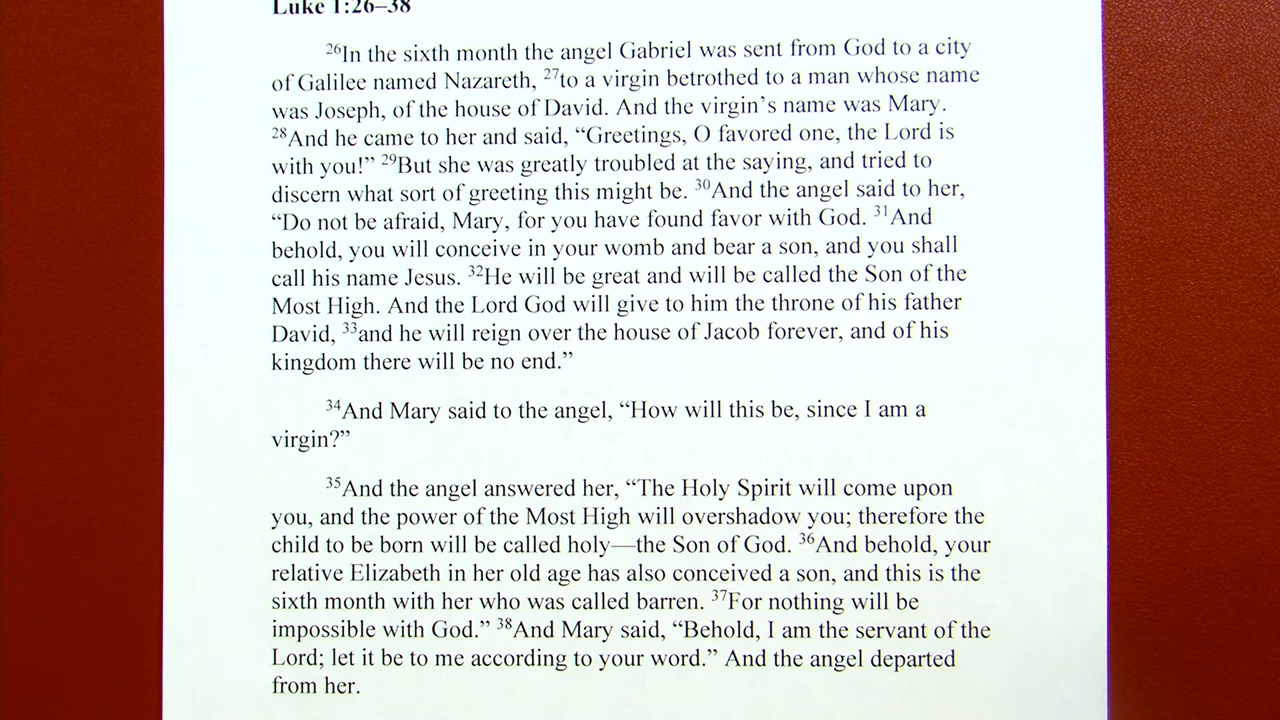 Luke 1:26–38
²⁶In the sixth month the angel Gabriel was sent from God to a city
of Galilee named Nazareth, ²⁷to a virgin betrothed to a man whose name
was Joseph, of the house of David. And the virgin’s name was Mary.
²⁸And he came to her and said, “Greetings, O favored one, the Lord is
with you!” ²⁹But she was greatly troubled at the saying, and tried to
discern what sort of greeting this might be. ³⁰And the angel said to her,
“Do not be afraid, Mary, for you have found favor with God. ³¹And
behold, you will conceive in your womb and bear a son, and you shall
call his name Jesus. ³²He will be great and will be called the Son of the
Most High. And the Lord God will give to him the throne of his father
David, ³³and he will reign over the house of Jacob forever, and of his
kingdom there will be no end.”
³⁴And Mary said to the angel, “How will this be, since I am a
virgin?”
³⁵And the angel answered her, “The Holy Spirit will come upon
you, and the power of the Most High will overshadow you; therefore the
child to be born will be called holy—the Son of God. ³⁶And behold, your
relative Elizabeth in her old age has also conceived a son, and this is the
sixth month with her who was called barren. ³⁷For nothing will be
impossible with God.” ³⁸And Mary said, “Behold, I am the servant of the
Lord; let it be to me according to your word.” And the angel departed
from her.